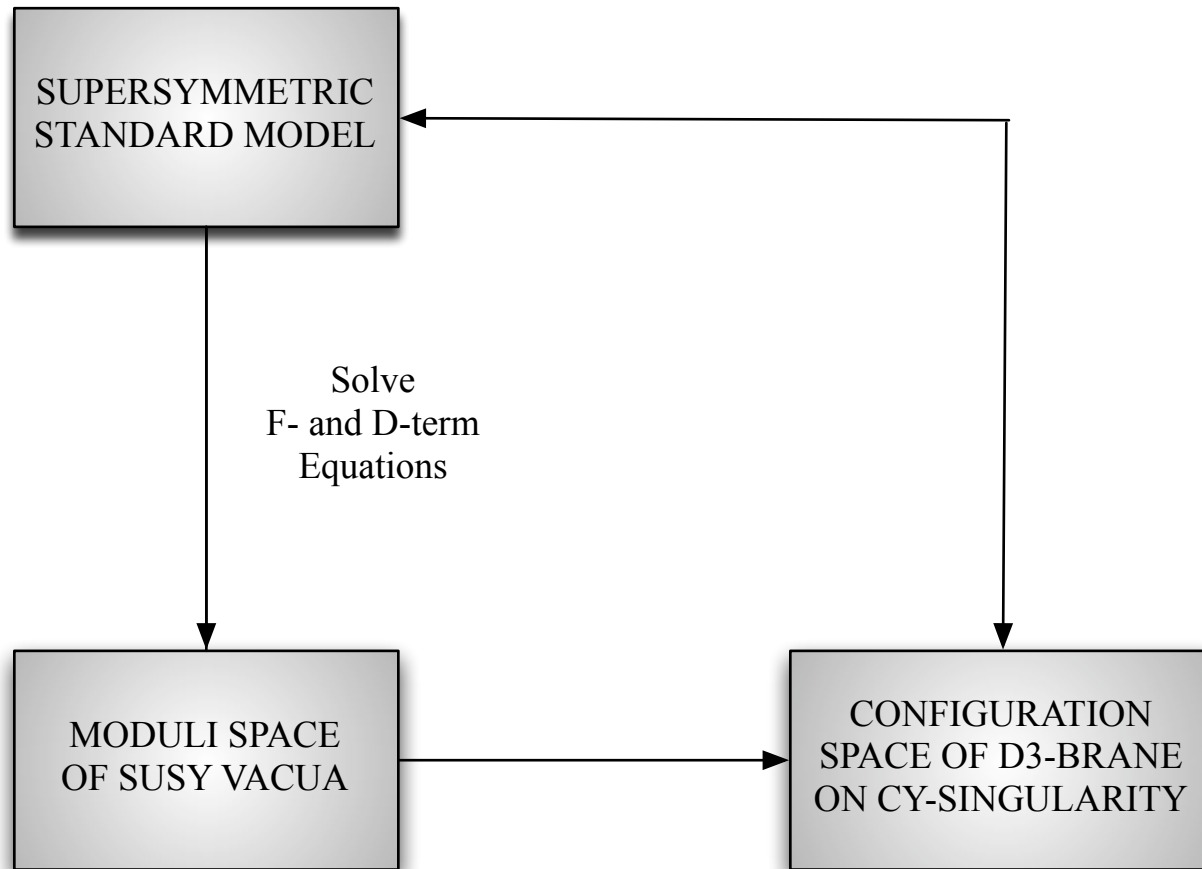 SUPERSYMMETRIC
STANDARD MODEL
Solve
F- and D-term
Equations
MODULI SPACE
OF SUSY VACUA
CONFIGURATION
SPACE OF D3-BRANE
ON CY-SINGULARITY